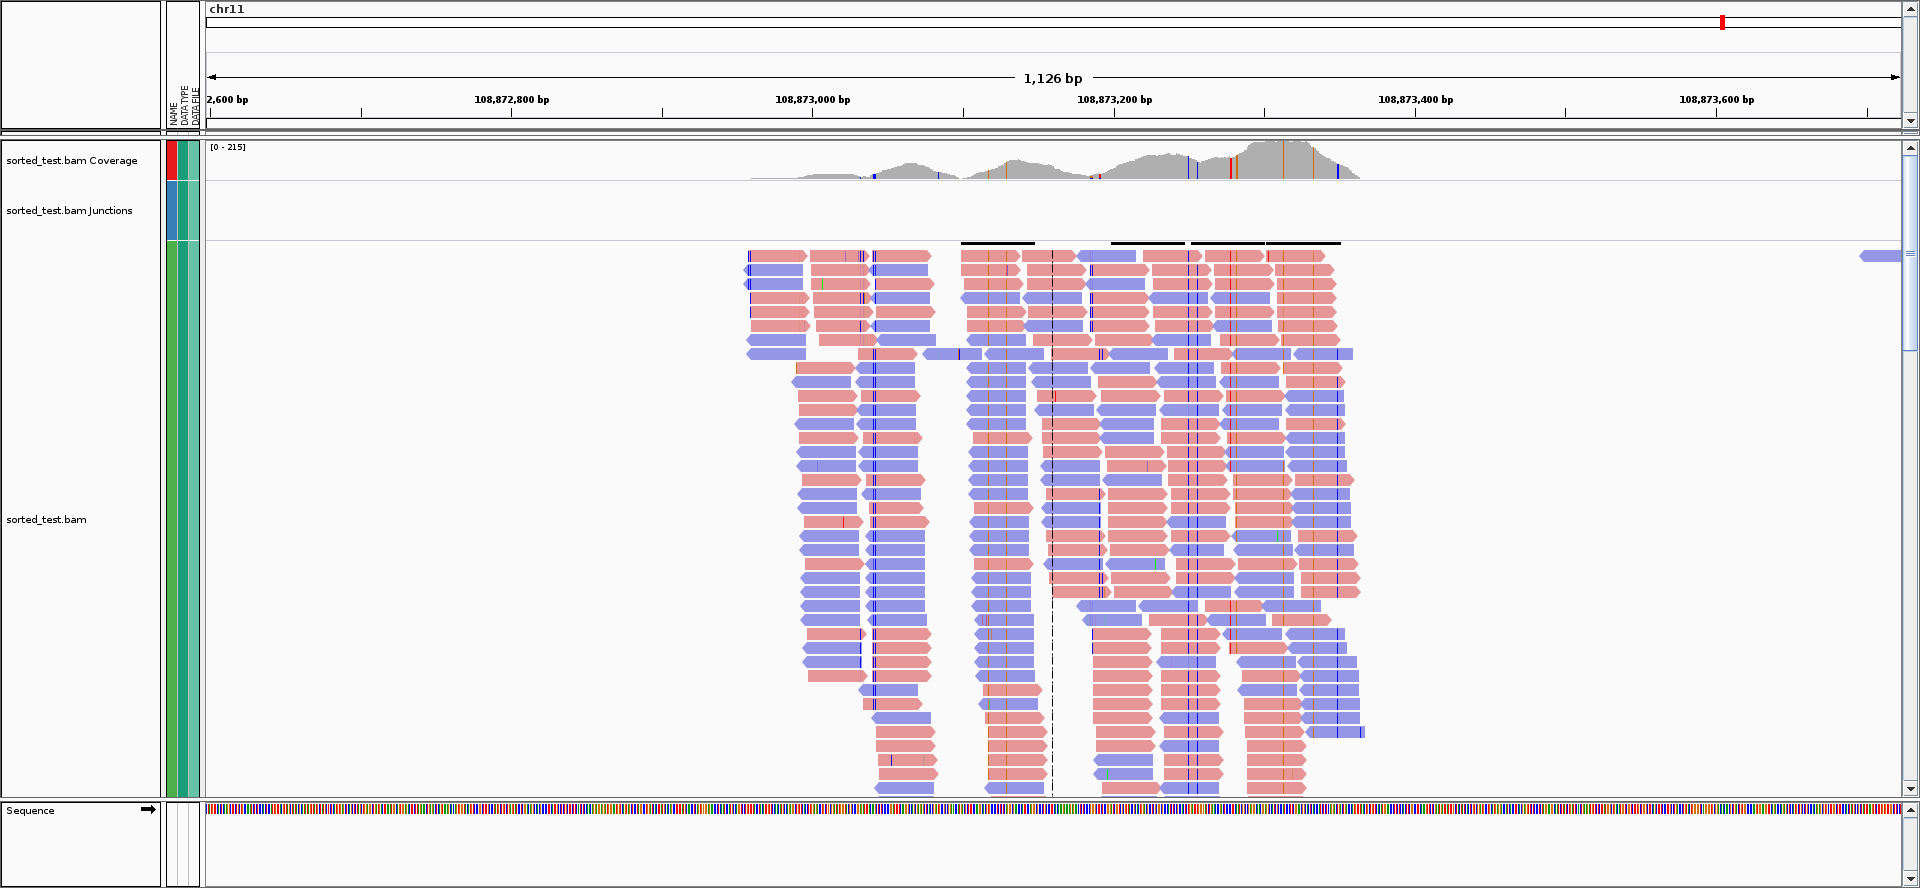 chr11
1,126 bp
2,600 bp
108,872,800 bp
108,873,000 bp
108,873,200 bp
108,873,400 bp
108,873,600 bp
NAME
DATA TYPE
DATA FILE
sorted_test.bam Coverage
[0 - 215]
sorted_test.bam Junctions
sorted_test.bam
Sequence